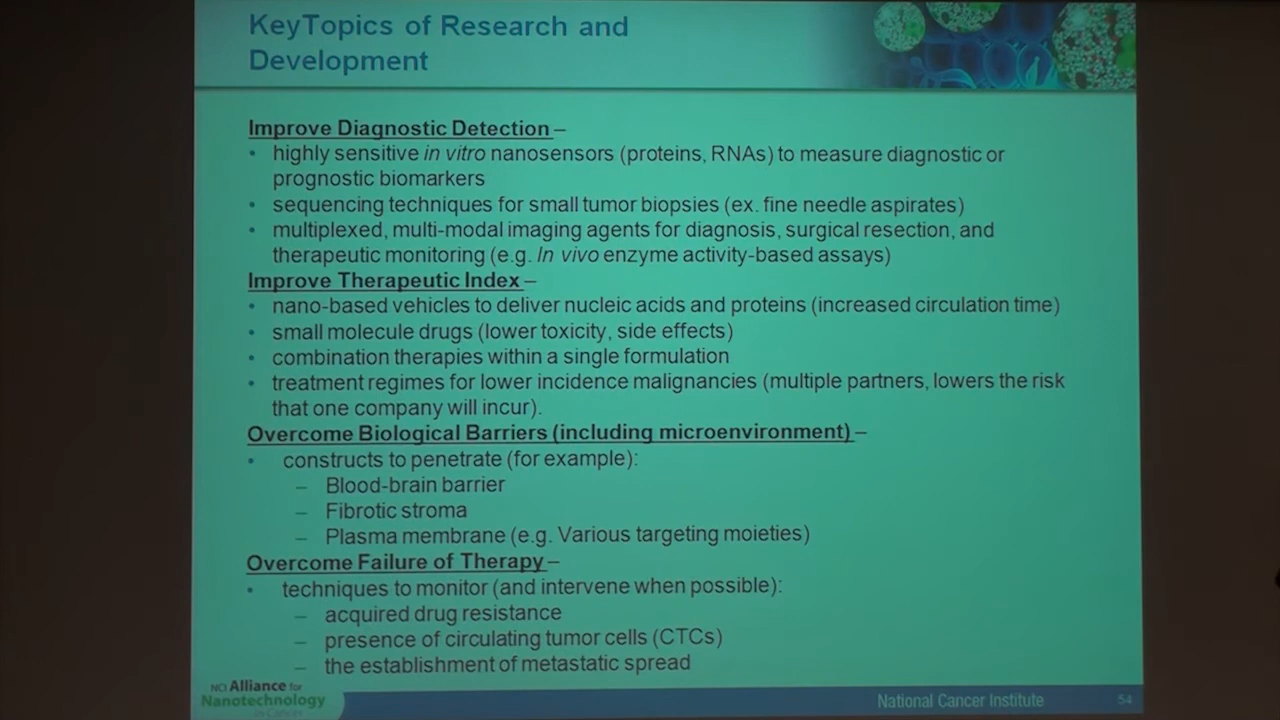 KeyTopics of Research and
Development
Improve Diagnostic Detection –
• highly sensitive in vitro nanosensors (proteins, RNAs) to measure diagnostic or
prognostic biomarkers
• sequencing techniques for small tumor biopsies (ex. fine needle aspirates)
• multiplexed, multi-modal imaging agents for diagnosis, surgical resection, and
therapeutic monitoring (e.g. In vivo enzyme activity-based assays)
Improve Therapeutic Index –
• nano-based vehicles to deliver nucleic acids and proteins (increased circulation time)
• small molecule drugs (lower toxicity, side effects)
• combination therapies within a single formulation
• treatment regimes for lower incidence malignancies (multiple partners, lowers the risk
that one company will incur).
Overcome Biological Barriers (including microenvironment) –
• constructs to penetrate (for example):
– Blood-brain barrier
– Fibrotic stroma
– Plasma membrane (e.g. Various targeting moieties)
Overcome Failure of Therapy –
• techniques to monitor (and intervene when possible):
– acquired drug resistance
– presence of circulating tumor cells (CTCs)
– the establishment of metastatic spread
NCI Alliance for
Nanotechnology
in Cancer
National Cancer Institute 54